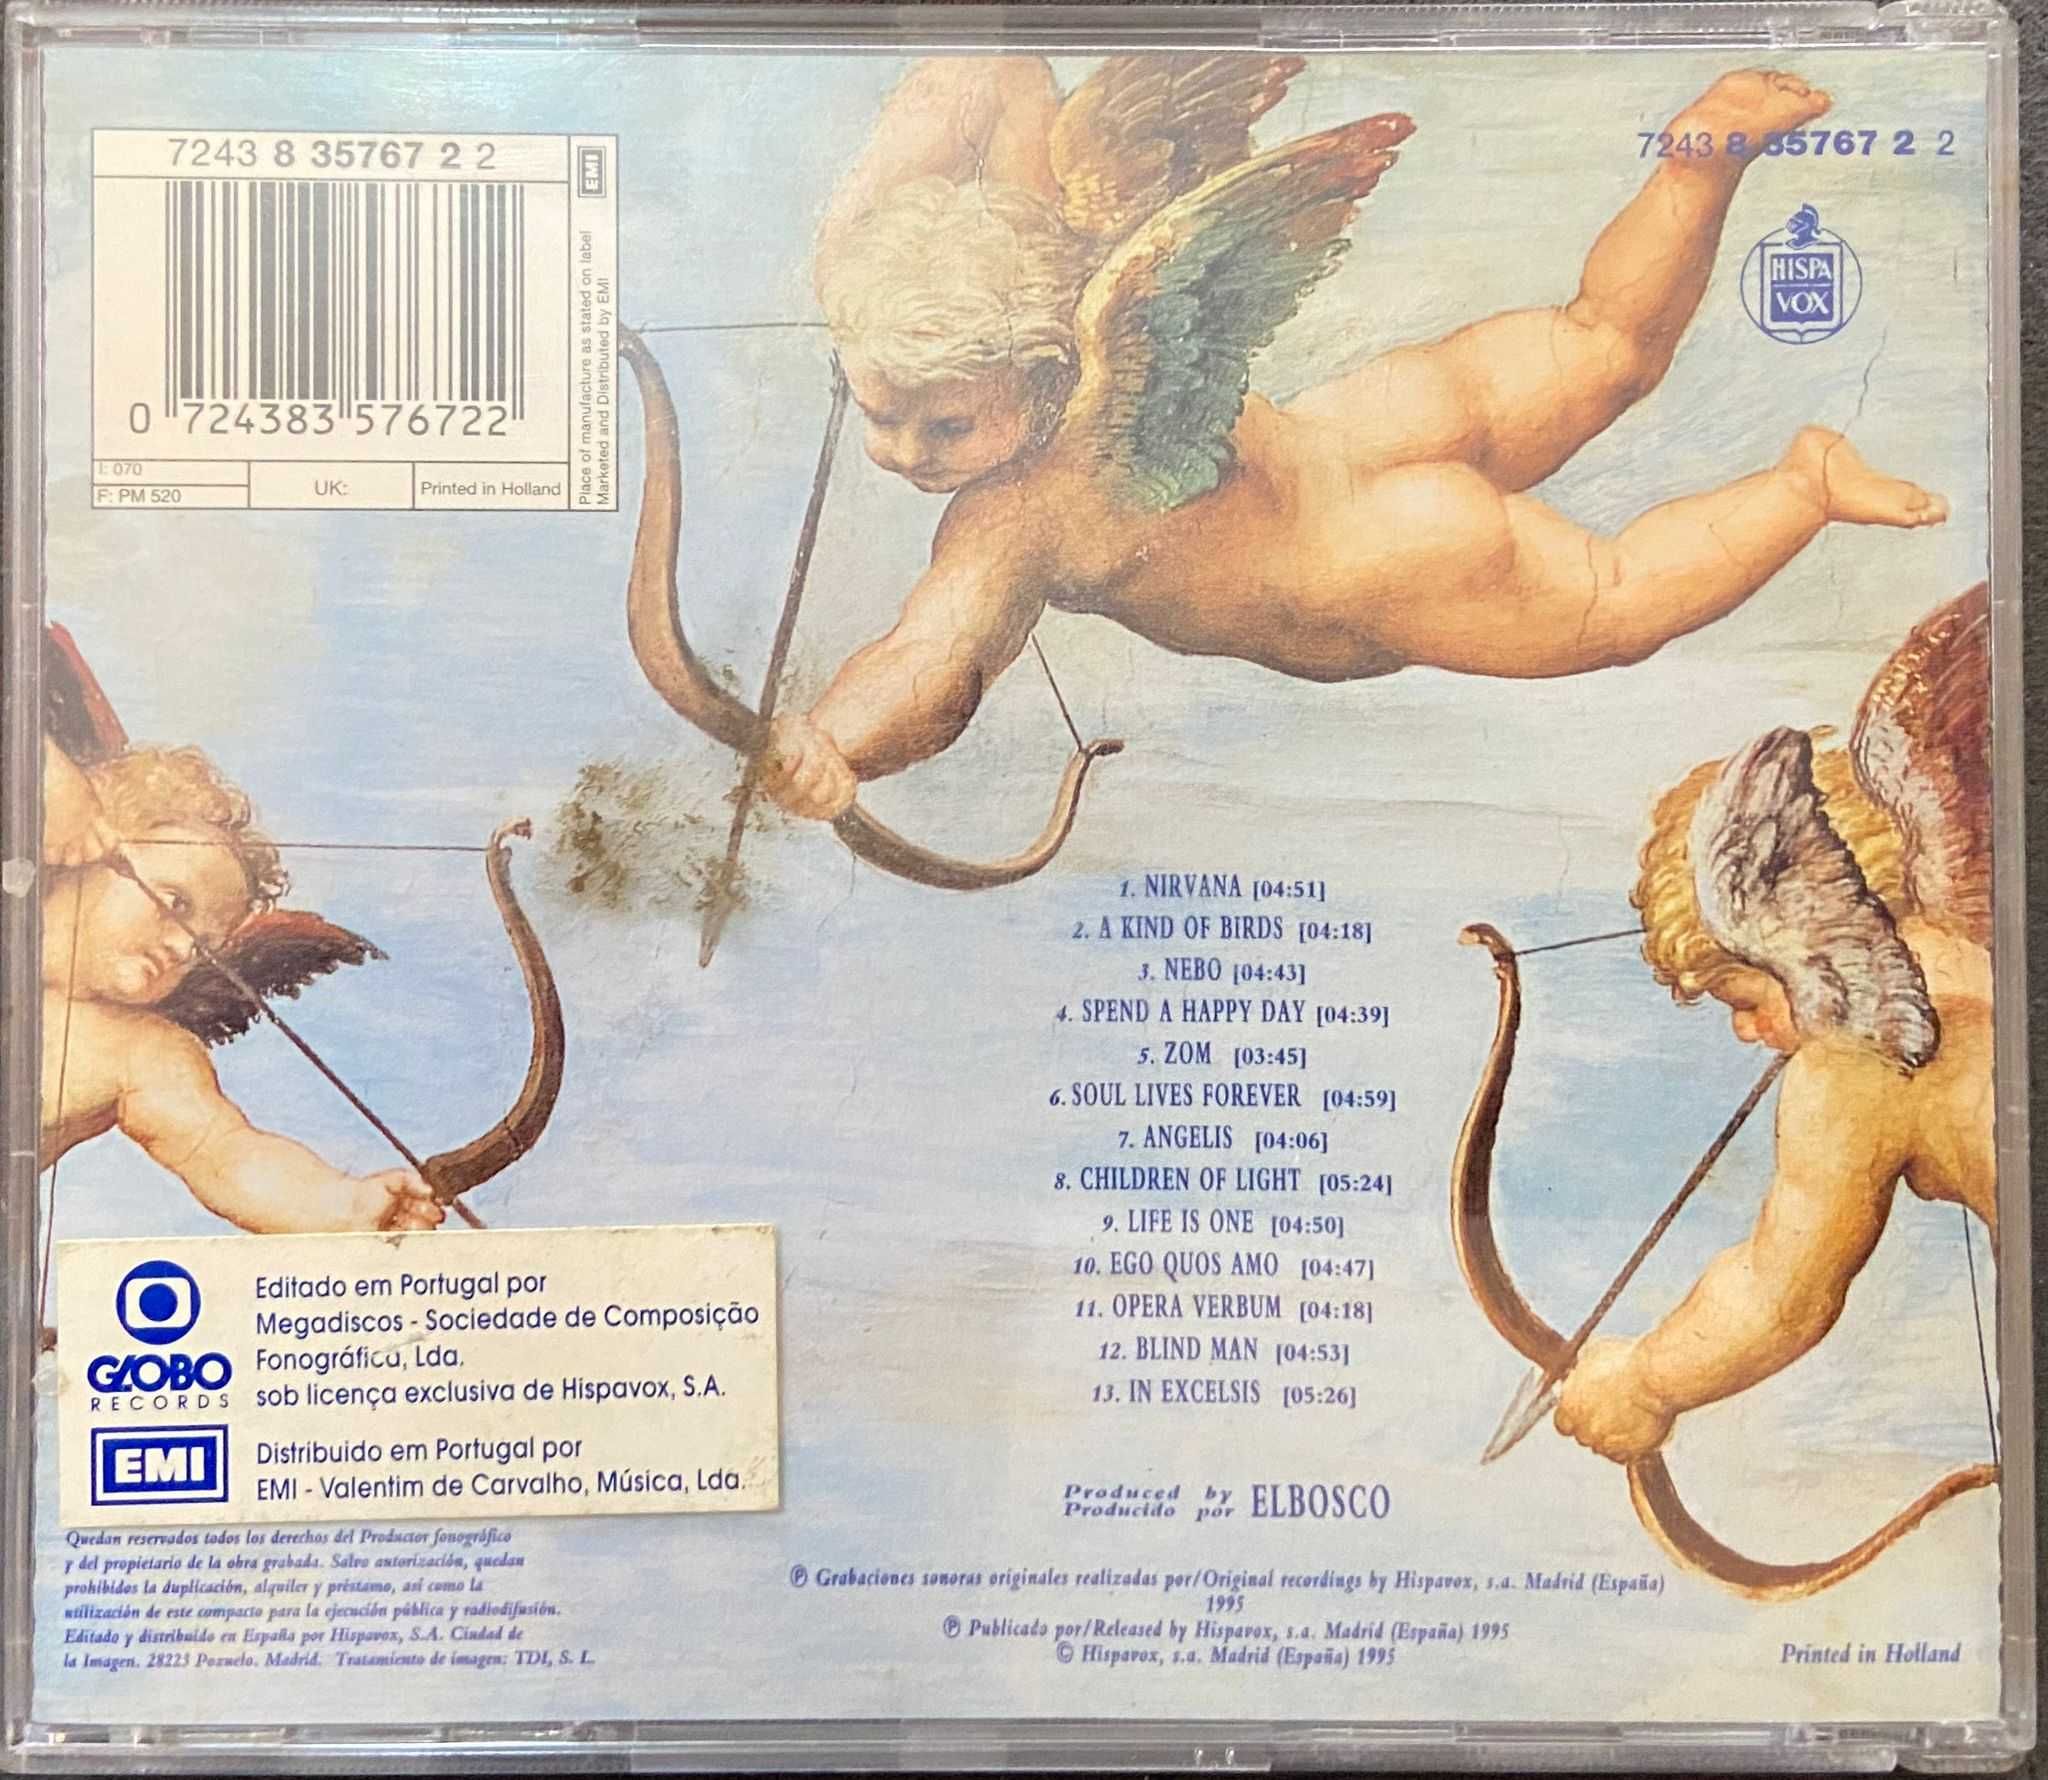 7243 8 35767 2 2
EMI
Place of manufacture as stated on label
Marketed and Distributed by EMI
0 724383 576722
I: 070
F: PM 520
UK:
Printed in Holland
7243 8 35767 2 2
HISPA
VOX
1. NIRVANA [04:51]
2. A KIND OF BIRDS [04:18]
3. NEBO [04:43]
4. SPEND A HAPPY DAY [04:39]
5. ZOM [03:45]
6. SOUL LIVES FOREVER [04:59]
7. ANGELIS [04:06]
8. CHILDREN OF LIGHT [05:24]
9. LIFE IS ONE [04:50]
10. EGO QUOS AMO [04:47]
11. OPERA VERBUM [04:18]
12. BLIND MAN [04:53]
13. IN EXCELSIS [05:26]
Produced by
Producido por ELBOSCO
GLOBO
RECORDS
Editado em Portugal por
Megadiscos - Sociedade de Composição
Fonográfica, Lda.
sob licença exclusiva de Hispavox, S.A.
EMI
Distribuido em Portugal por
EMI - Valentim de Carvalho, Música, Lda.
Quedan reservados todos los derechos del Productor fonográfico
y del propietario de la obra grabada. Salvo autorización, quedan
prohibidos la duplicación, alquiler y préstamo, así como la
utilización de este compacto para la ejecución pública y radiodifusión.
Editado y distribuido en España por Hispavox, S.A. Ciudad de
la Imagen. 28223 Pozuelo. Madrid. Tratamiento de imagen: TDI, S. L.
℗ Grabaciones sonoras originales realizadas por/Original recordings by Hispavox, s.a. Madrid (España)
1995
℗ Publicado por/Released by Hispavox, s.a. Madrid (España) 1995
© Hispavox, s.a. Madrid (España) 1995
Printed in Holland